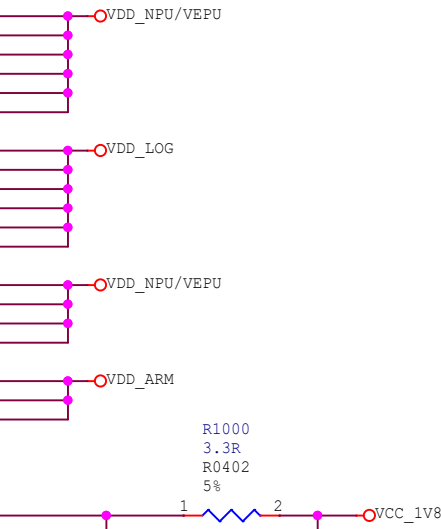 VDD_NPU/VEPU
VDD_LOG
VDD_NPU/VEPU
VDD_ARM
R1000
3.3R
R0402
5%
1 2
VCC_1V8